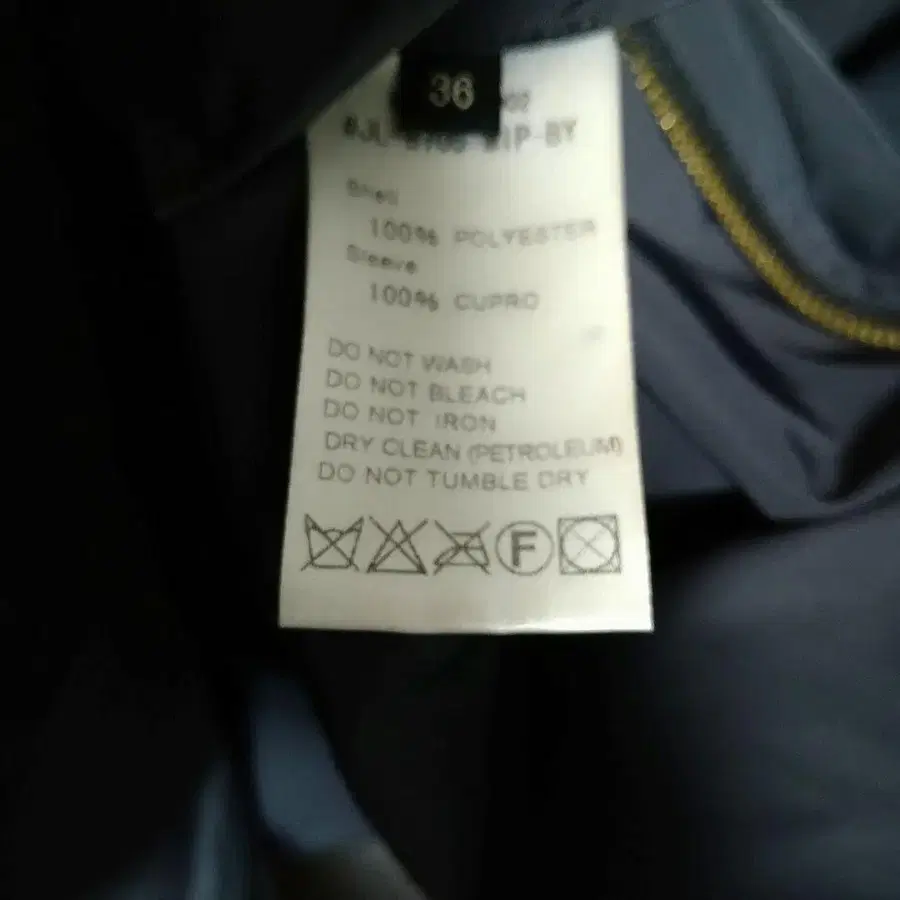 36
Shell
100% POLYESTER
Sleeve
100% CUPRO
DO NOT WASH
DO NOT BLEACH
DO NOT IRON
DRY CLEAN (PETROLEUM)
DO NOT TUMBLE DRY
F